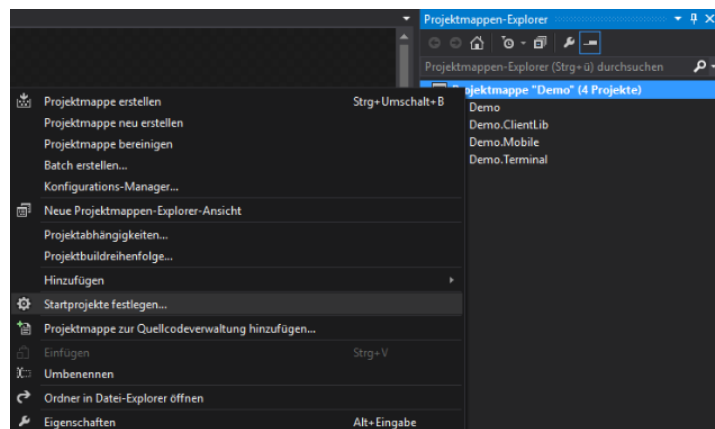 Projektmappen-Explorer
Projektmappen-Explorer (Strg+ü) durchsuchen
ojektmappe "Demo" (4 Projekte)
Demo
Demo.ClientLib
Demo.Mobile
Demo.Terminal
Projektmappe erstellen Strg+Umschalt+B
Projektmappe neu erstellen
Projektmappe bereinigen
Batch erstellen...
Konfigurations-Manager...
Neue Projektmappen-Explorer-Ansicht
Projektabhängigkeiten...
Projektbuildreihenfolge...
Hinzufügen
Startprojekte festlegen...
Projektmappe zur Quellcodeverwaltung hinzufügen...
Einfügen Strg+V
Umbenennen
Ordner in Datei-Explorer öffnen
Eigenschaften Alt+Eingabe